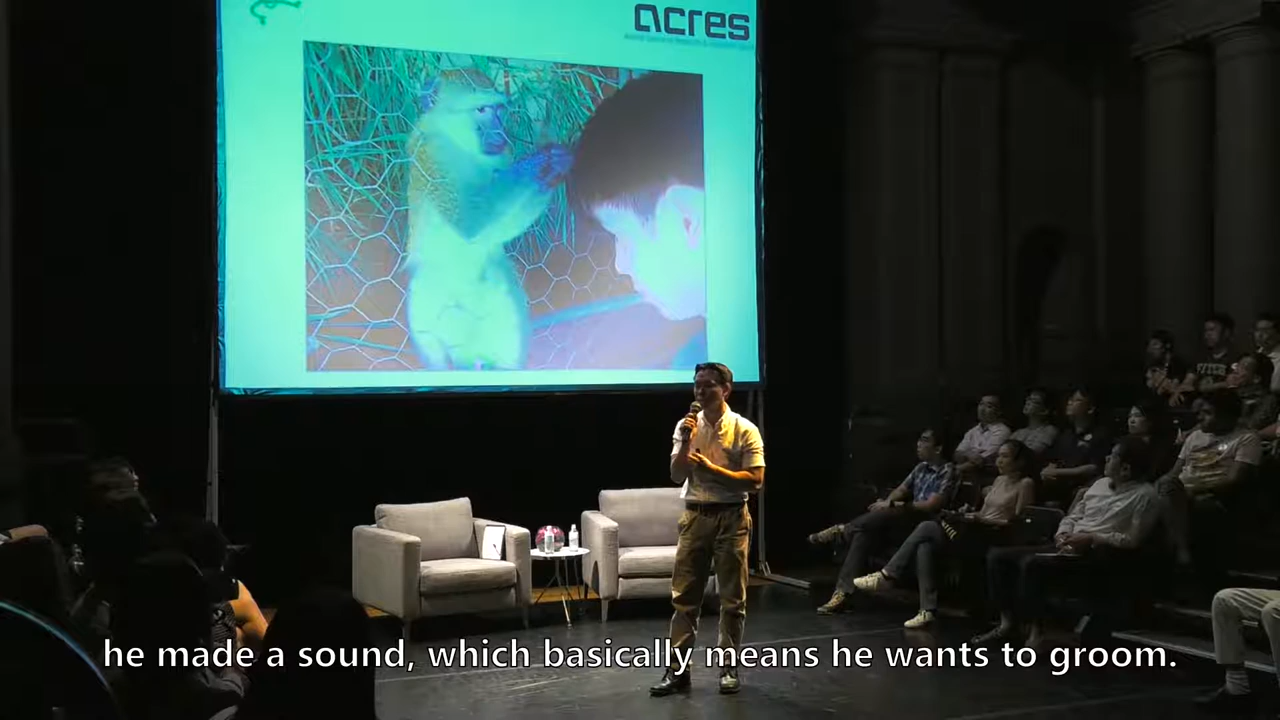 acres
he made a sound, which basically means he wants to groom.